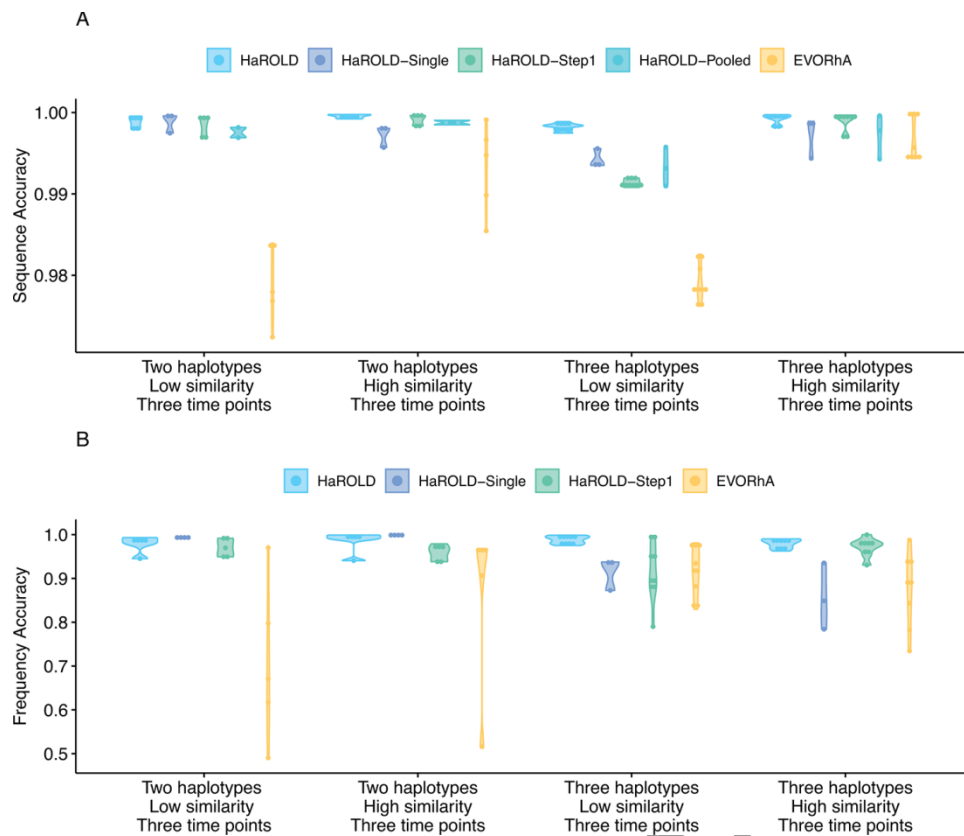 A
HaROLD HaROLD-Single HaROLD-Step1 HaROLD-Pooled EVORhA
Sequence Accuracy
1.00
0.99
0.98
Two haplotypes Two haplotypes Three haplotypes Three haplotypes
Low similarity High similarity Low similarity High similarity
Three time points Three time points Three time points Three time points
B
HaROLD HaROLD-Single HaROLD-Step1 EVORhA
Frequency Accuracy
1.0
0.9
0.8
0.7
0.6
0.5
Two haplotypes Two haplotypes Three haplotypes Three haplotypes
Low similarity High similarity Low similarity High similarity
Three time points Three time points Three time points Three time points